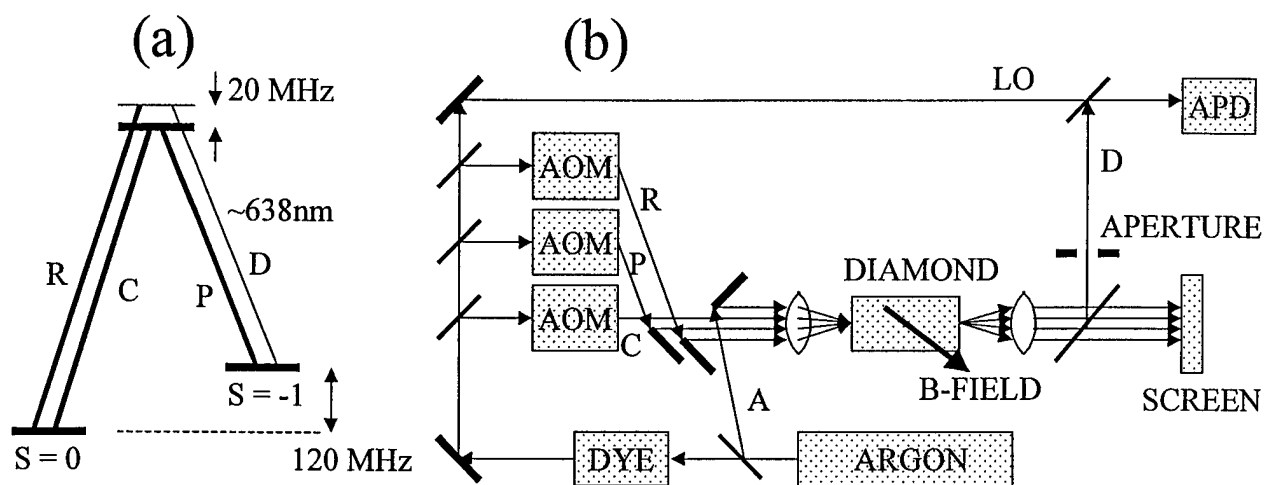 (a)
20 MHz
~638nm
R
C
P
D
S = -1
S = 0
120 MHz
(b)
LO
APD
AOM
R
D
AOM
P
APERTURE
DIAMOND
AOM
C
B-FIELD
A
SCREEN
DYE
ARGON